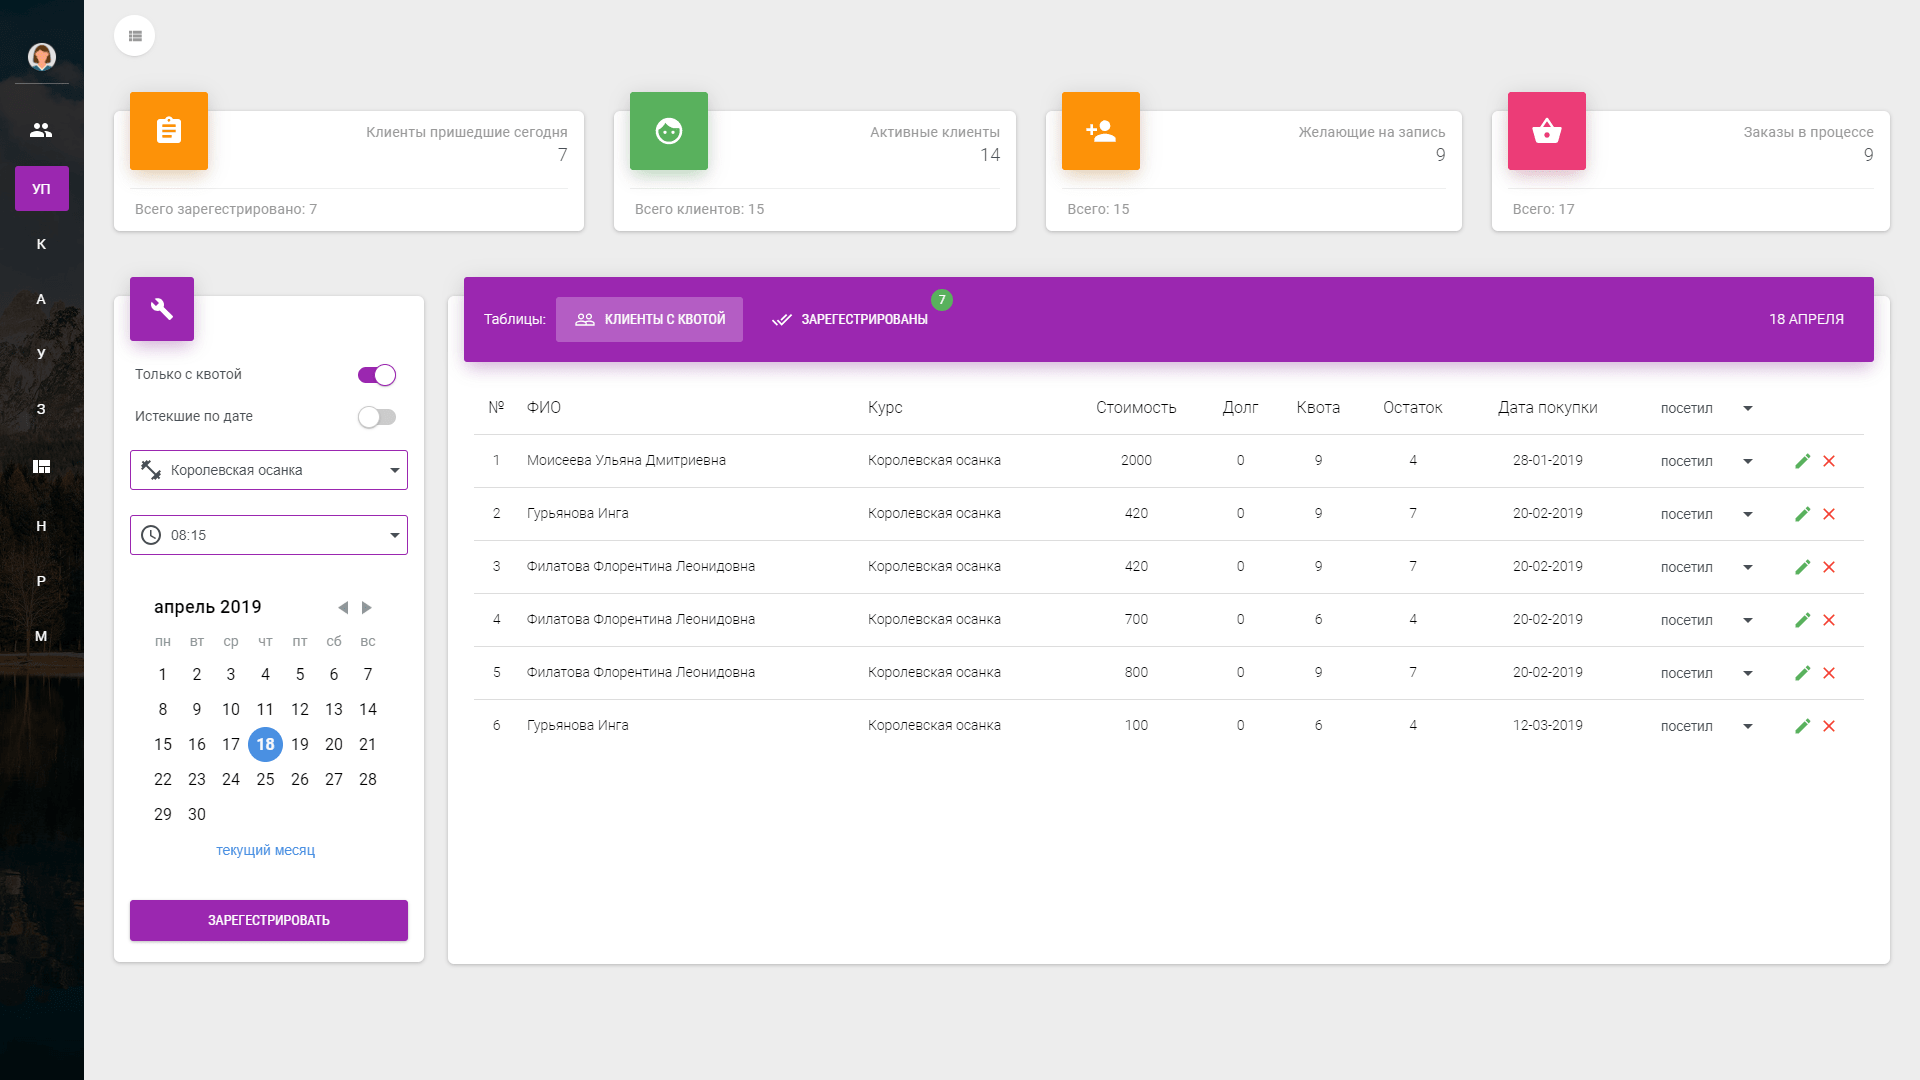 УП
К
А
У
З
Н
Р
М
Клиенты пришедшие сегодня
7
Всего зарегестрировано: 7
Активные клиенты
14
Всего клиентов: 15
Желающие на запись
9
Всего: 15
Заказы в процессе
9
Всего: 17
Только с квотой
Истекшие по дате
Королевская осанка
08:15
апрель 2019
пн вт ср чт пт сб вс
1 2 3 4 5 6 7
8 9 10 11 12 13 14
15 16 17 18 19 20 21
22 23 24 25 26 27 28
29 30
текущий месяц
ЗАРЕГЕСТРИРОВАТЬ
Таблицы: КЛИЕНТЫ С КВОТОЙ ЗАРЕГЕСТРИРОВАНЫ 7 18 АПРЕЛЯ
№ ФИО Курс Стоимость Долг Квота Остаток Дата покупки посетил
1 Моисеева Ульяна Дмитриевна Королевская осанка 2000 0 9 4 28-01-2019 посетил
2 Гурьянова Инга Королевская осанка 420 0 9 7 20-02-2019 посетил
3 Филатова Флорентина Леонидовна Королевская осанка 420 0 9 7 20-02-2019 посетил
4 Филатова Флорентина Леонидовна Королевская осанка 700 0 6 4 20-02-2019 посетил
5 Филатова Флорентина Леонидовна Королевская осанка 800 0 9 7 20-02-2019 посетил
6 Гурьянова Инга Королевская осанка 100 0 6 4 12-03-2019 посетил